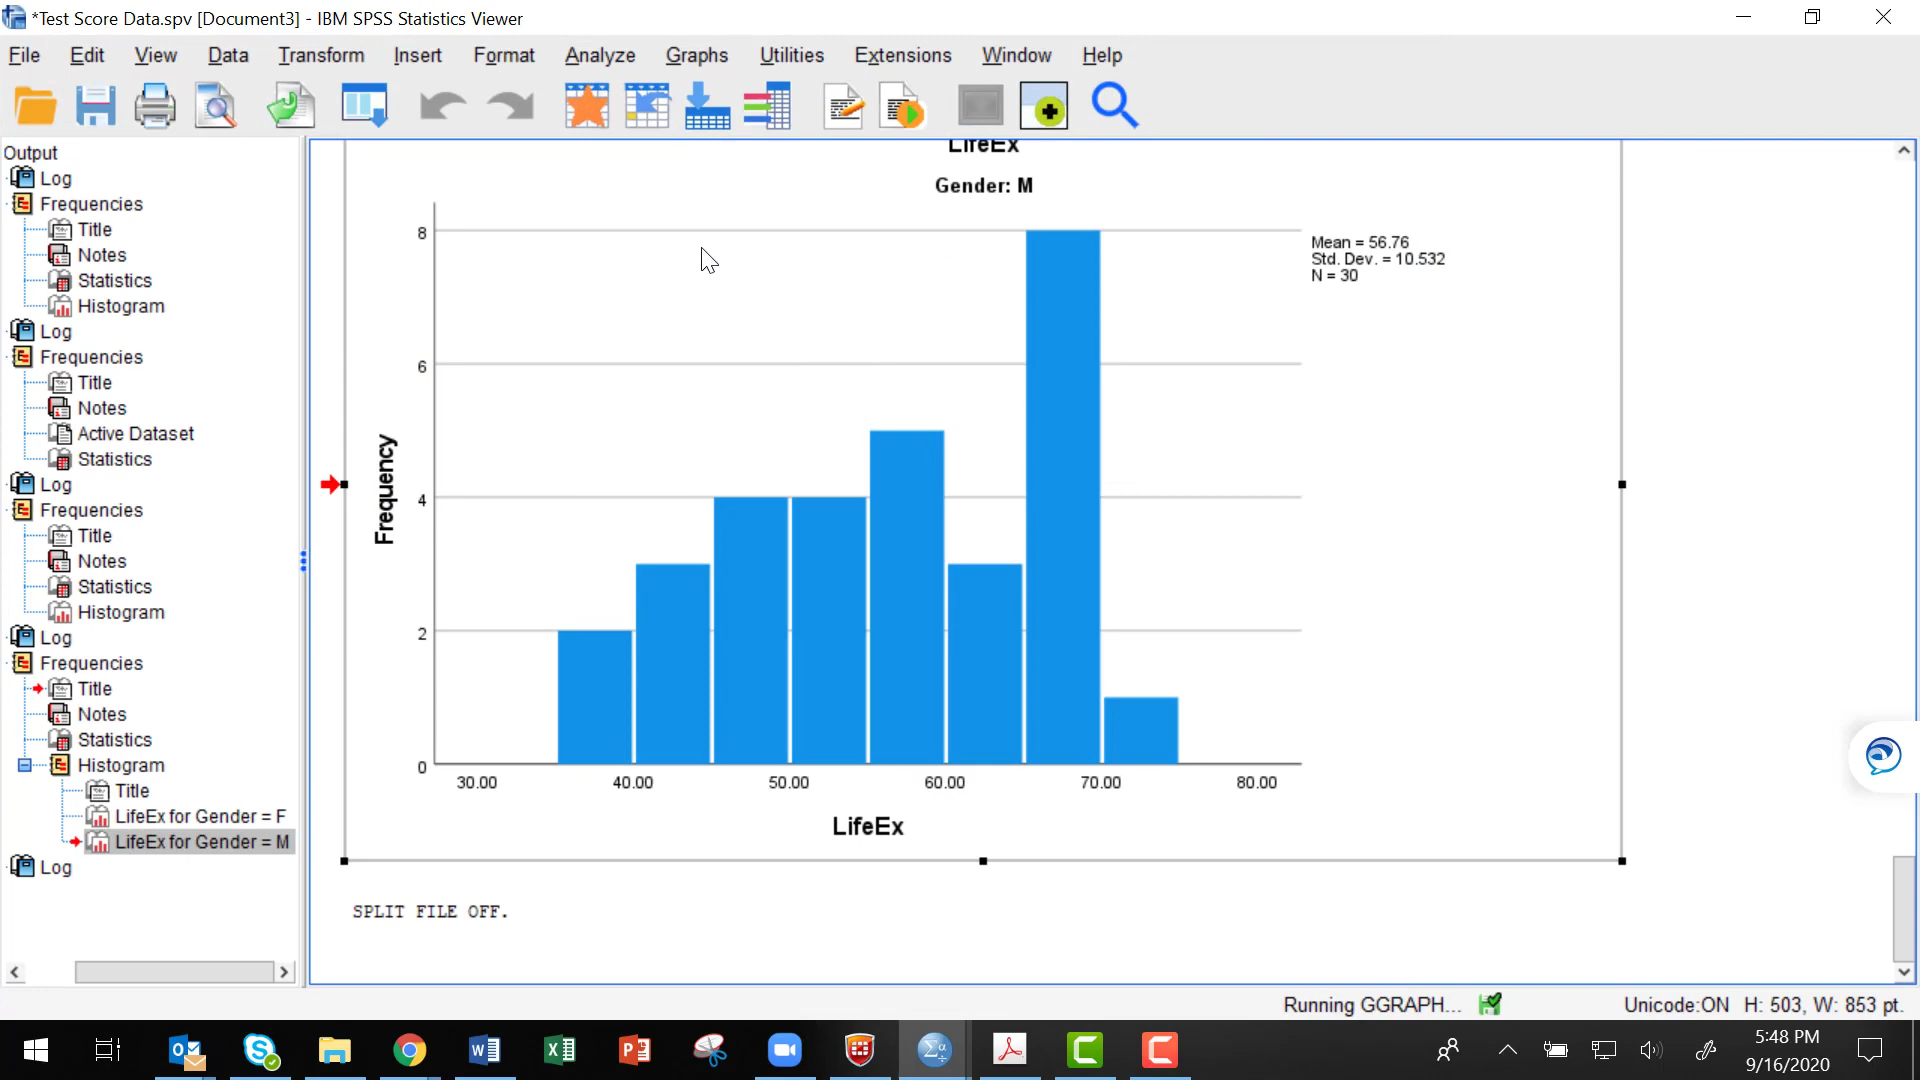 *Test Score Data.spv [Document3] - IBM SPSS Statistics Viewer
File Edit View Data Transform Insert Format Analyze Graphs Utilities Extensions Window Help
Output
Log
Frequencies
Title
Notes
Statistics
Histogram
Log
Frequencies
Title
Notes
Active Dataset
Statistics
Log
Frequencies
Title
Notes
Statistics
Histogram
Log
Frequencies
Title
Notes
Statistics
Histogram
Title
LifeEx for Gender = F
LifeEx for Gender = M
Log
LifeEx
Gender: M
Mean = 56.76
Std. Dev. = 10.532
N = 30
Frequency
8
6
4
2
0
30.00 40.00 50.00 60.00 70.00 80.00
LifeEx
SPLIT FILE OFF.
Running GGRAPH... Unicode:ON H: 503, W: 853 pt.
5:48 PM
9/16/2020